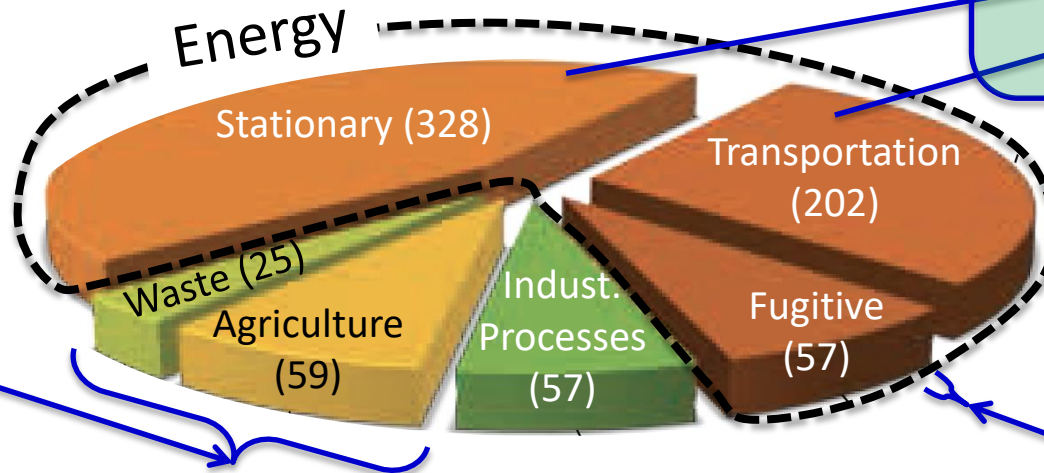 Energy
Stationary (328)
Transportation
(202)
Waste (25)
Agriculture
(59)
Indust.
Processes
(57)
Fugitive
(57)